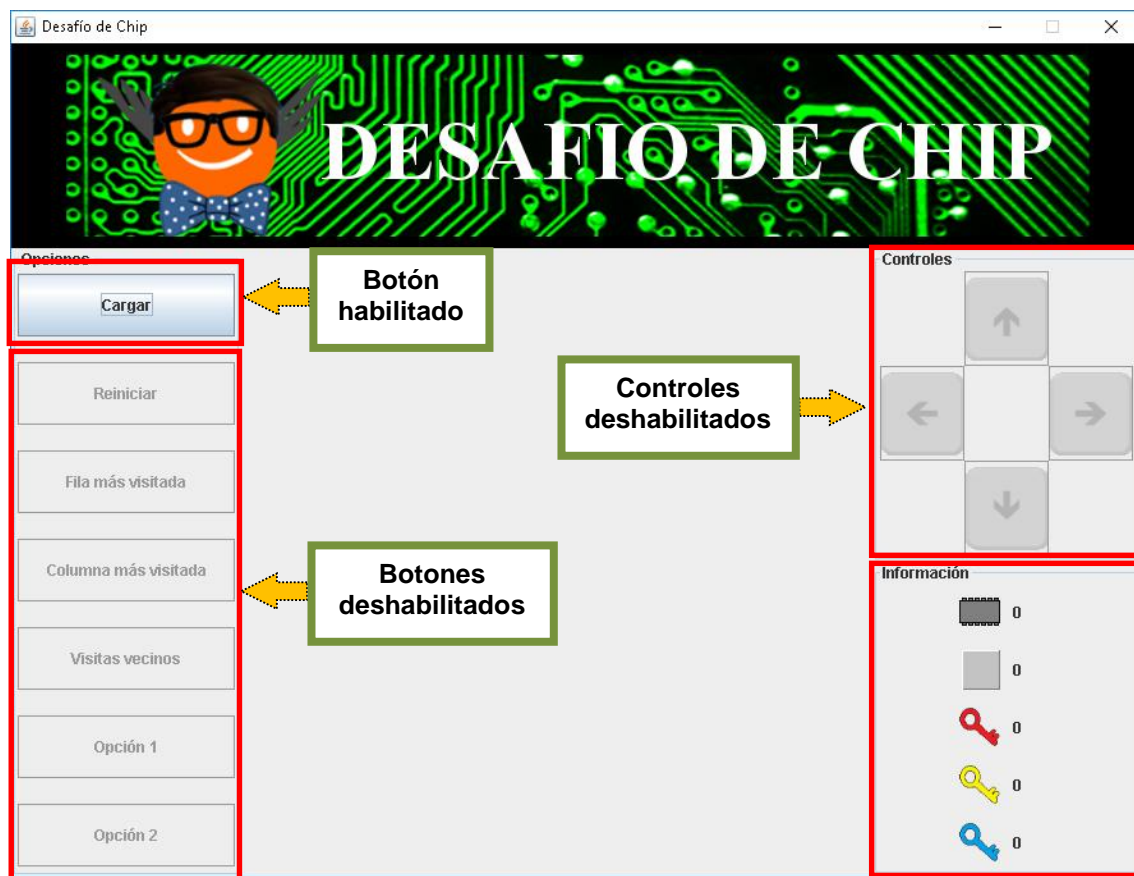 Desafío de Chip
DESAFIO DE CHIP
Opciones
Cargar
Reiniciar
Fila más visitada
Columna más visitada
Visitas vecinos
Opción 1
Opción 2
Botón
habilitado
Botones
deshabilitados
Controles
deshabilitados
Controles
Información
0
0
0
0
0